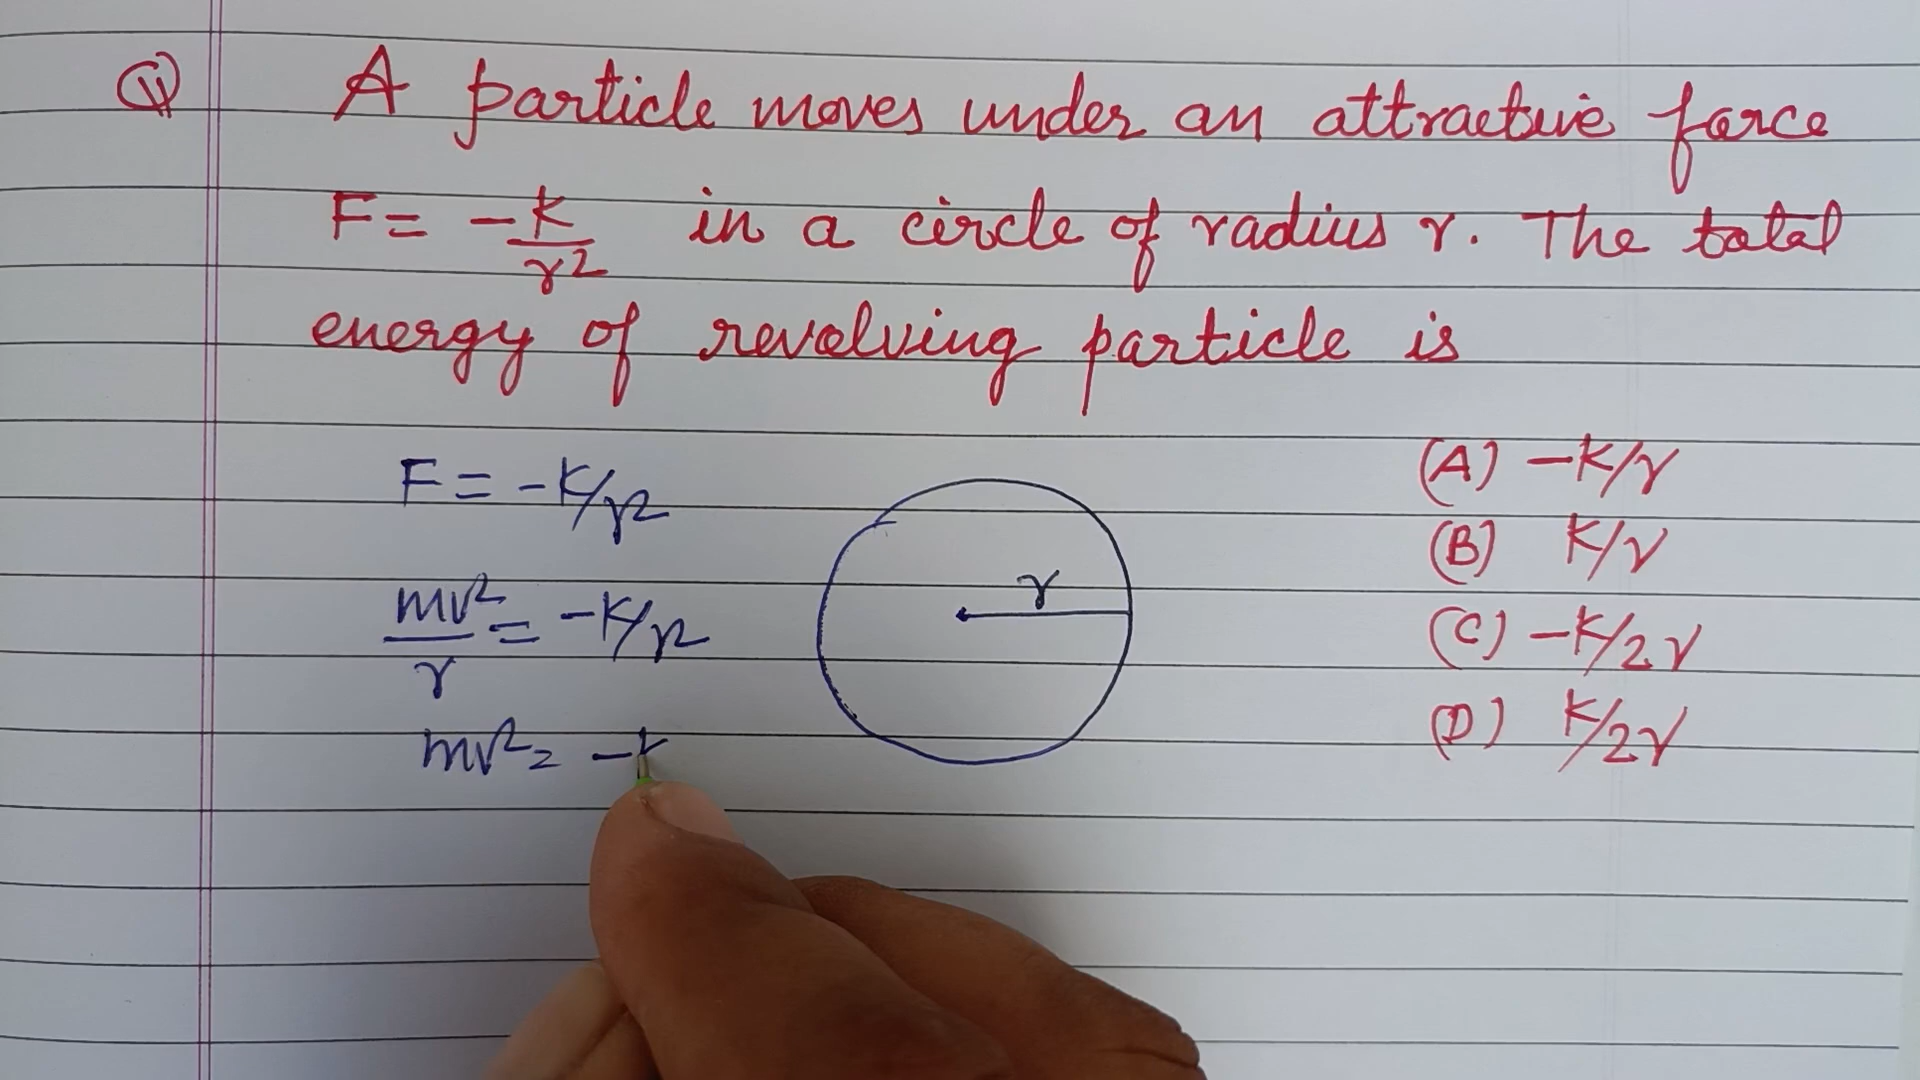 Q A particle moves under an attractive force
F = -K/r2 in a circle of radius r. The total
energy of revolving particle is
F = -K/r2
mv2/r = -K/r2
mv2 = -K
r
(A) -K/r
(B) K/r
(C) -K/2r
(D) K/2r